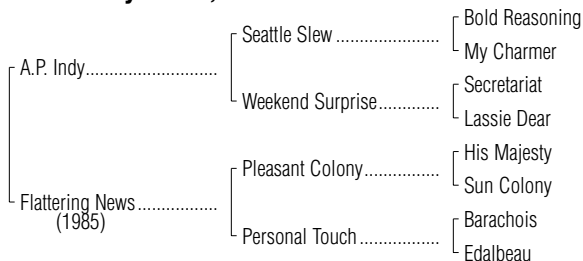 Bold Reasoning
Seattle Slew ........................
My Charmer
A.P. Indy............................
Secretariat
Weekend Surprise.............
Lassie Dear
His Majesty
Pleasant Colony................
Sun Colony
Flattering News.................
(1985)
Barachois
Personal Touch.................
Edalbeau